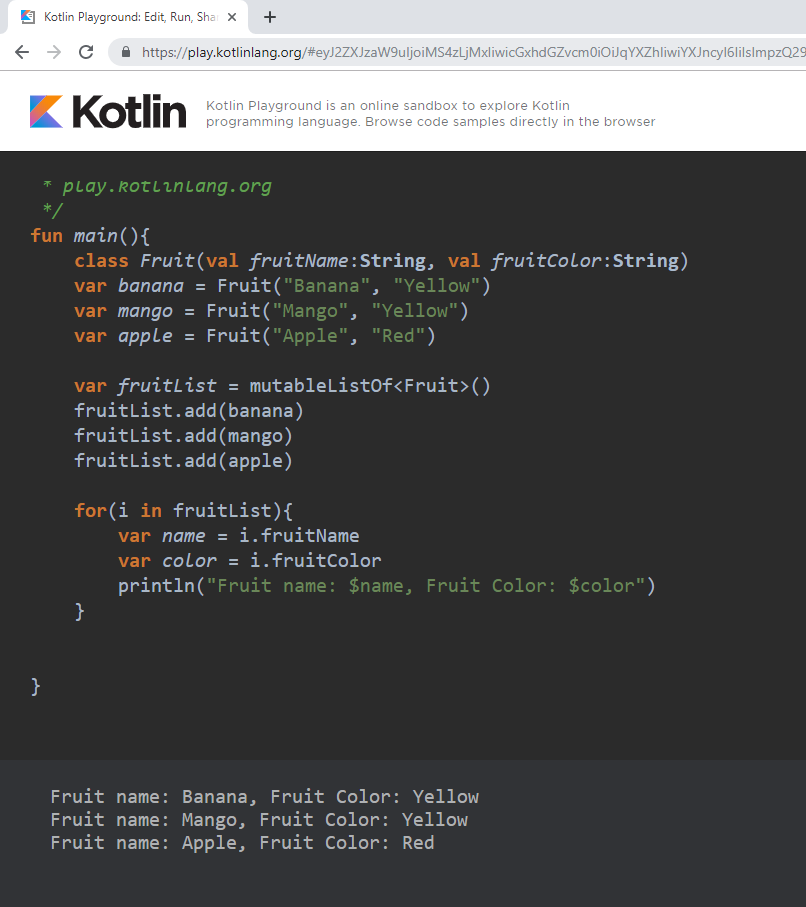 Kotlin Playground: Edit, Run, Shar
https://play.kotlinlang.org/#
Kotlin
Kotlin Playground is an online sandbox to explore Kotlin
programming language. Browse code samples directly in the browser
* play.kotlinlang.org
*/
fun main(){
    class Fruit(val fruitName:String, val fruitColor:String)
    var banana = Fruit("Banana", "Yellow")
    var mango = Fruit("Mango", "Yellow")
    var apple = Fruit("Apple", "Red")
    var fruitList = mutableListOf<Fruit>()
    fruitList.add(banana)
    fruitList.add(mango)
    fruitList.add(apple)
    for(i in fruitList){
        var name = i.fruitName
        var color = i.fruitColor
        println("Fruit name: $name, Fruit Color: $color")
    }
}
Fruit name: Banana, Fruit Color: Yellow
Fruit name: Mango, Fruit Color: Yellow
Fruit name: Apple, Fruit Color: Red